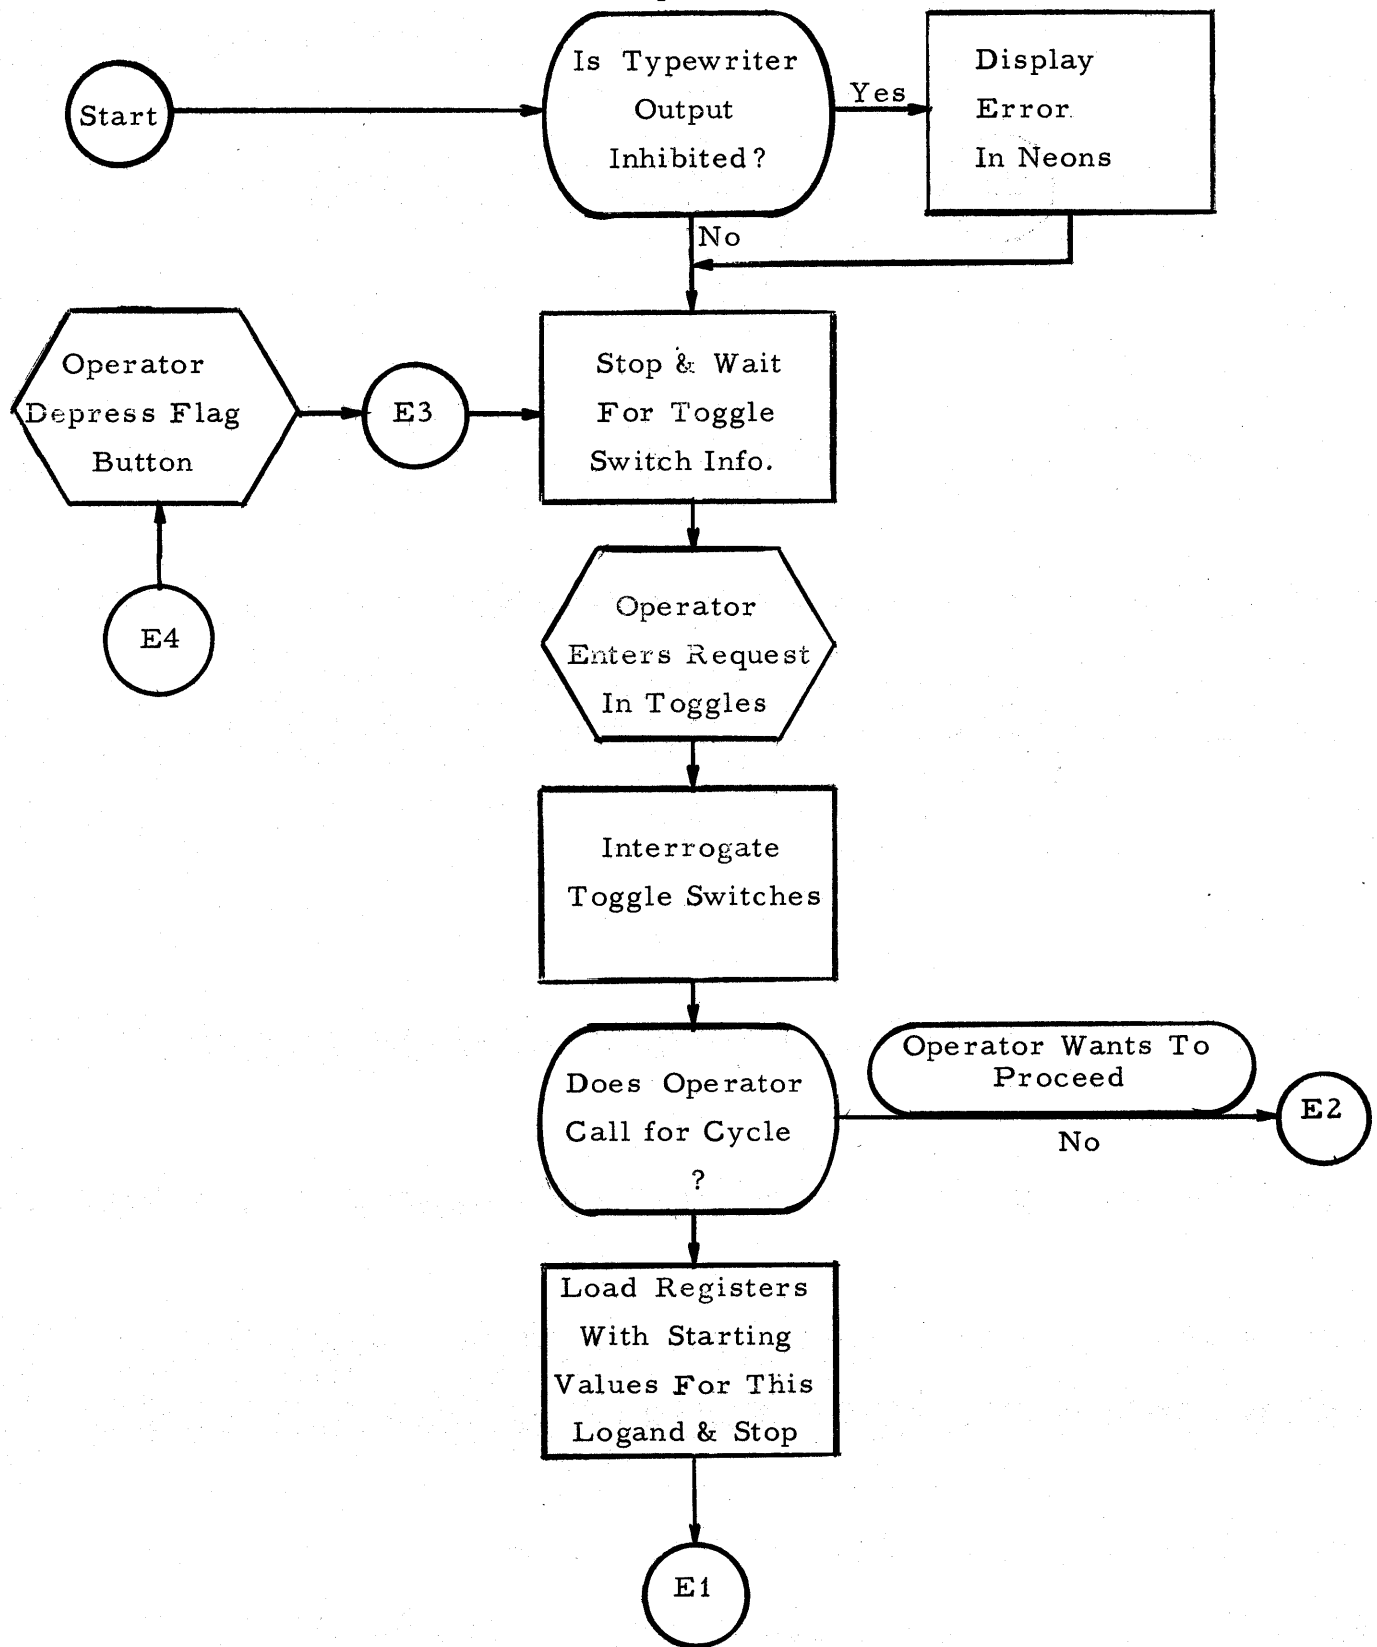 Start
Is Typewriter
Output
Inhibited?
Yes
Display
Error
In Neons
No
Operator
Depress Flag
Button
E3
Stop & Wait
For Toggle
Switch Info.
E4
Operator
Enters Request
In Toggles
Interrogate
Toggle Switches
Does Operator
Call for Cycle
?
Operator Wants To
Proceed
No
E2
Load Registers
With Starting
Values For This
Logand & Stop
E1